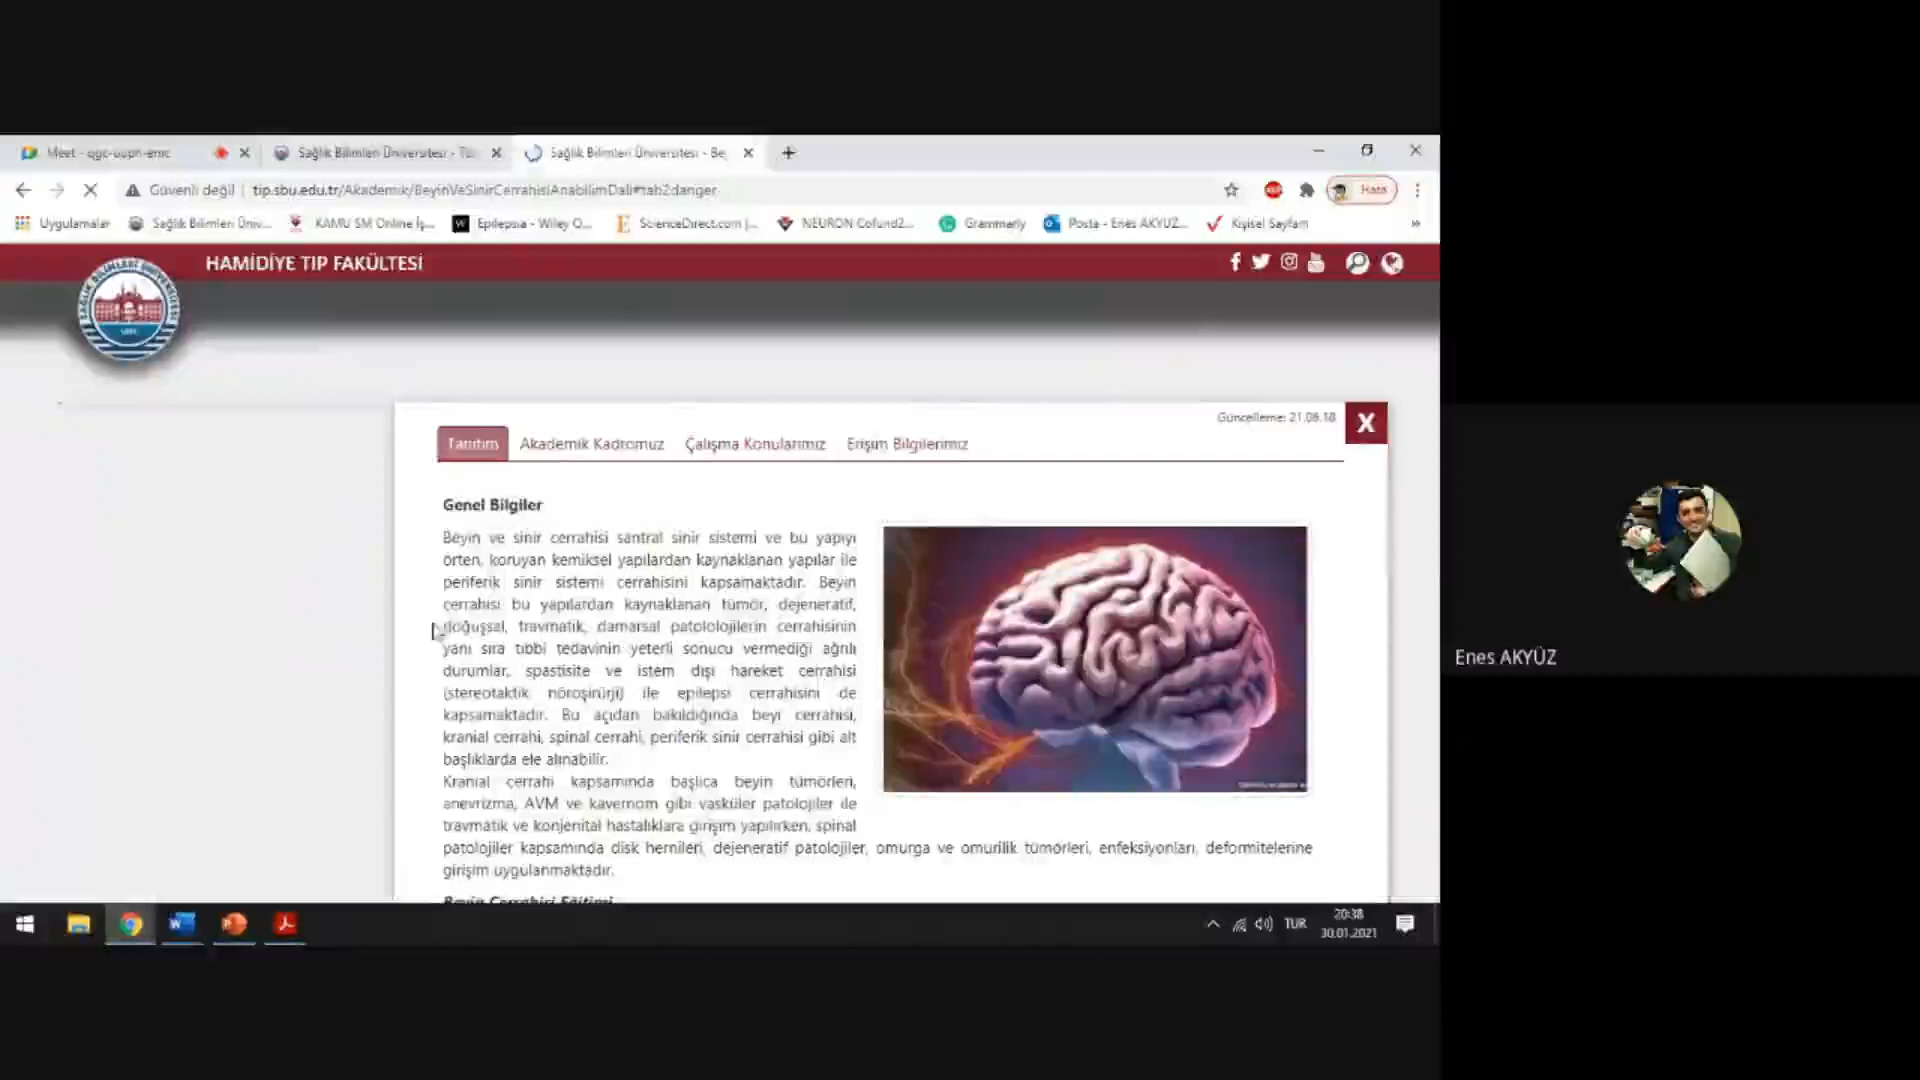 Meet - qgc-uuph-emc
Sağlık Bilimleri Üniversitesi - Tıp
Sağlık Bilimleri Üniversitesi - Be
Güvenli değil | tip.sbu.edu.tr/Akademik/BeyinVeSinirCerrahisiAnabilimDali#tab2danger
Hata
Uygulamalar
Sağlık Bilimleri Üniv...
KAMU SM Online İş...
Epilepsia - Wiley O...
ScienceDirect.com |...
NEURON Cofund2...
Grammarly
Posta - Enes AKYÜZ...
Kişisel Sayfam
»
HAMİDİYE TIP FAKÜLTESİ
Güncelleme: 21.06.18
X
Tanıtım
Akademik Kadromuz
Çalışma Konularımız
Erişim Bilgilerimiz
Genel Bilgiler
Beyin ve sinir cerrahisi santral sinir sistemi ve bu yapıyı
örten, koruyan kemiksel yapılardan kaynaklanan yapılar ile
periferik sinir sistemi cerrahisini kapsamaktadır. Beyin
cerrahisi bu yapılardan kaynaklanan tümör, dejeneratif,
doğuşsal, travmatik, damarsal patololojilerin cerrahisinin
yanı sıra tıbbi tedavinin yeterli sonucu vermediği ağrılı
durumlar, spastisite ve istem dışı hareket cerrahisi
(stereotaktik nöroşirürji) ile epilepsi cerrahisini de
kapsamaktadır. Bu açıdan bakıldığında beyi cerrahisi,
kranial cerrahi, spinal cerrahi, periferik sinir cerrahisi gibi alt
başlıklarda ele alınabilir.
Kranial cerrahi kapsamında başlıca beyin tümörleri,
anevrizma, AVM ve kavernom gibi vasküler patolojiler ile
travmatik ve konjenital hastalıklara girişim yapılırken, spinal
patolojiler kapsamında disk hernileri, dejeneratif patolojiler, omurga ve omurilik tümörleri, enfeksiyonları, deformitelerine
girişim uygulanmaktadır.
Beyin Cerrahisi Eğitimi
Enes AKYÜZ
TUR
20:38
30.01.2021